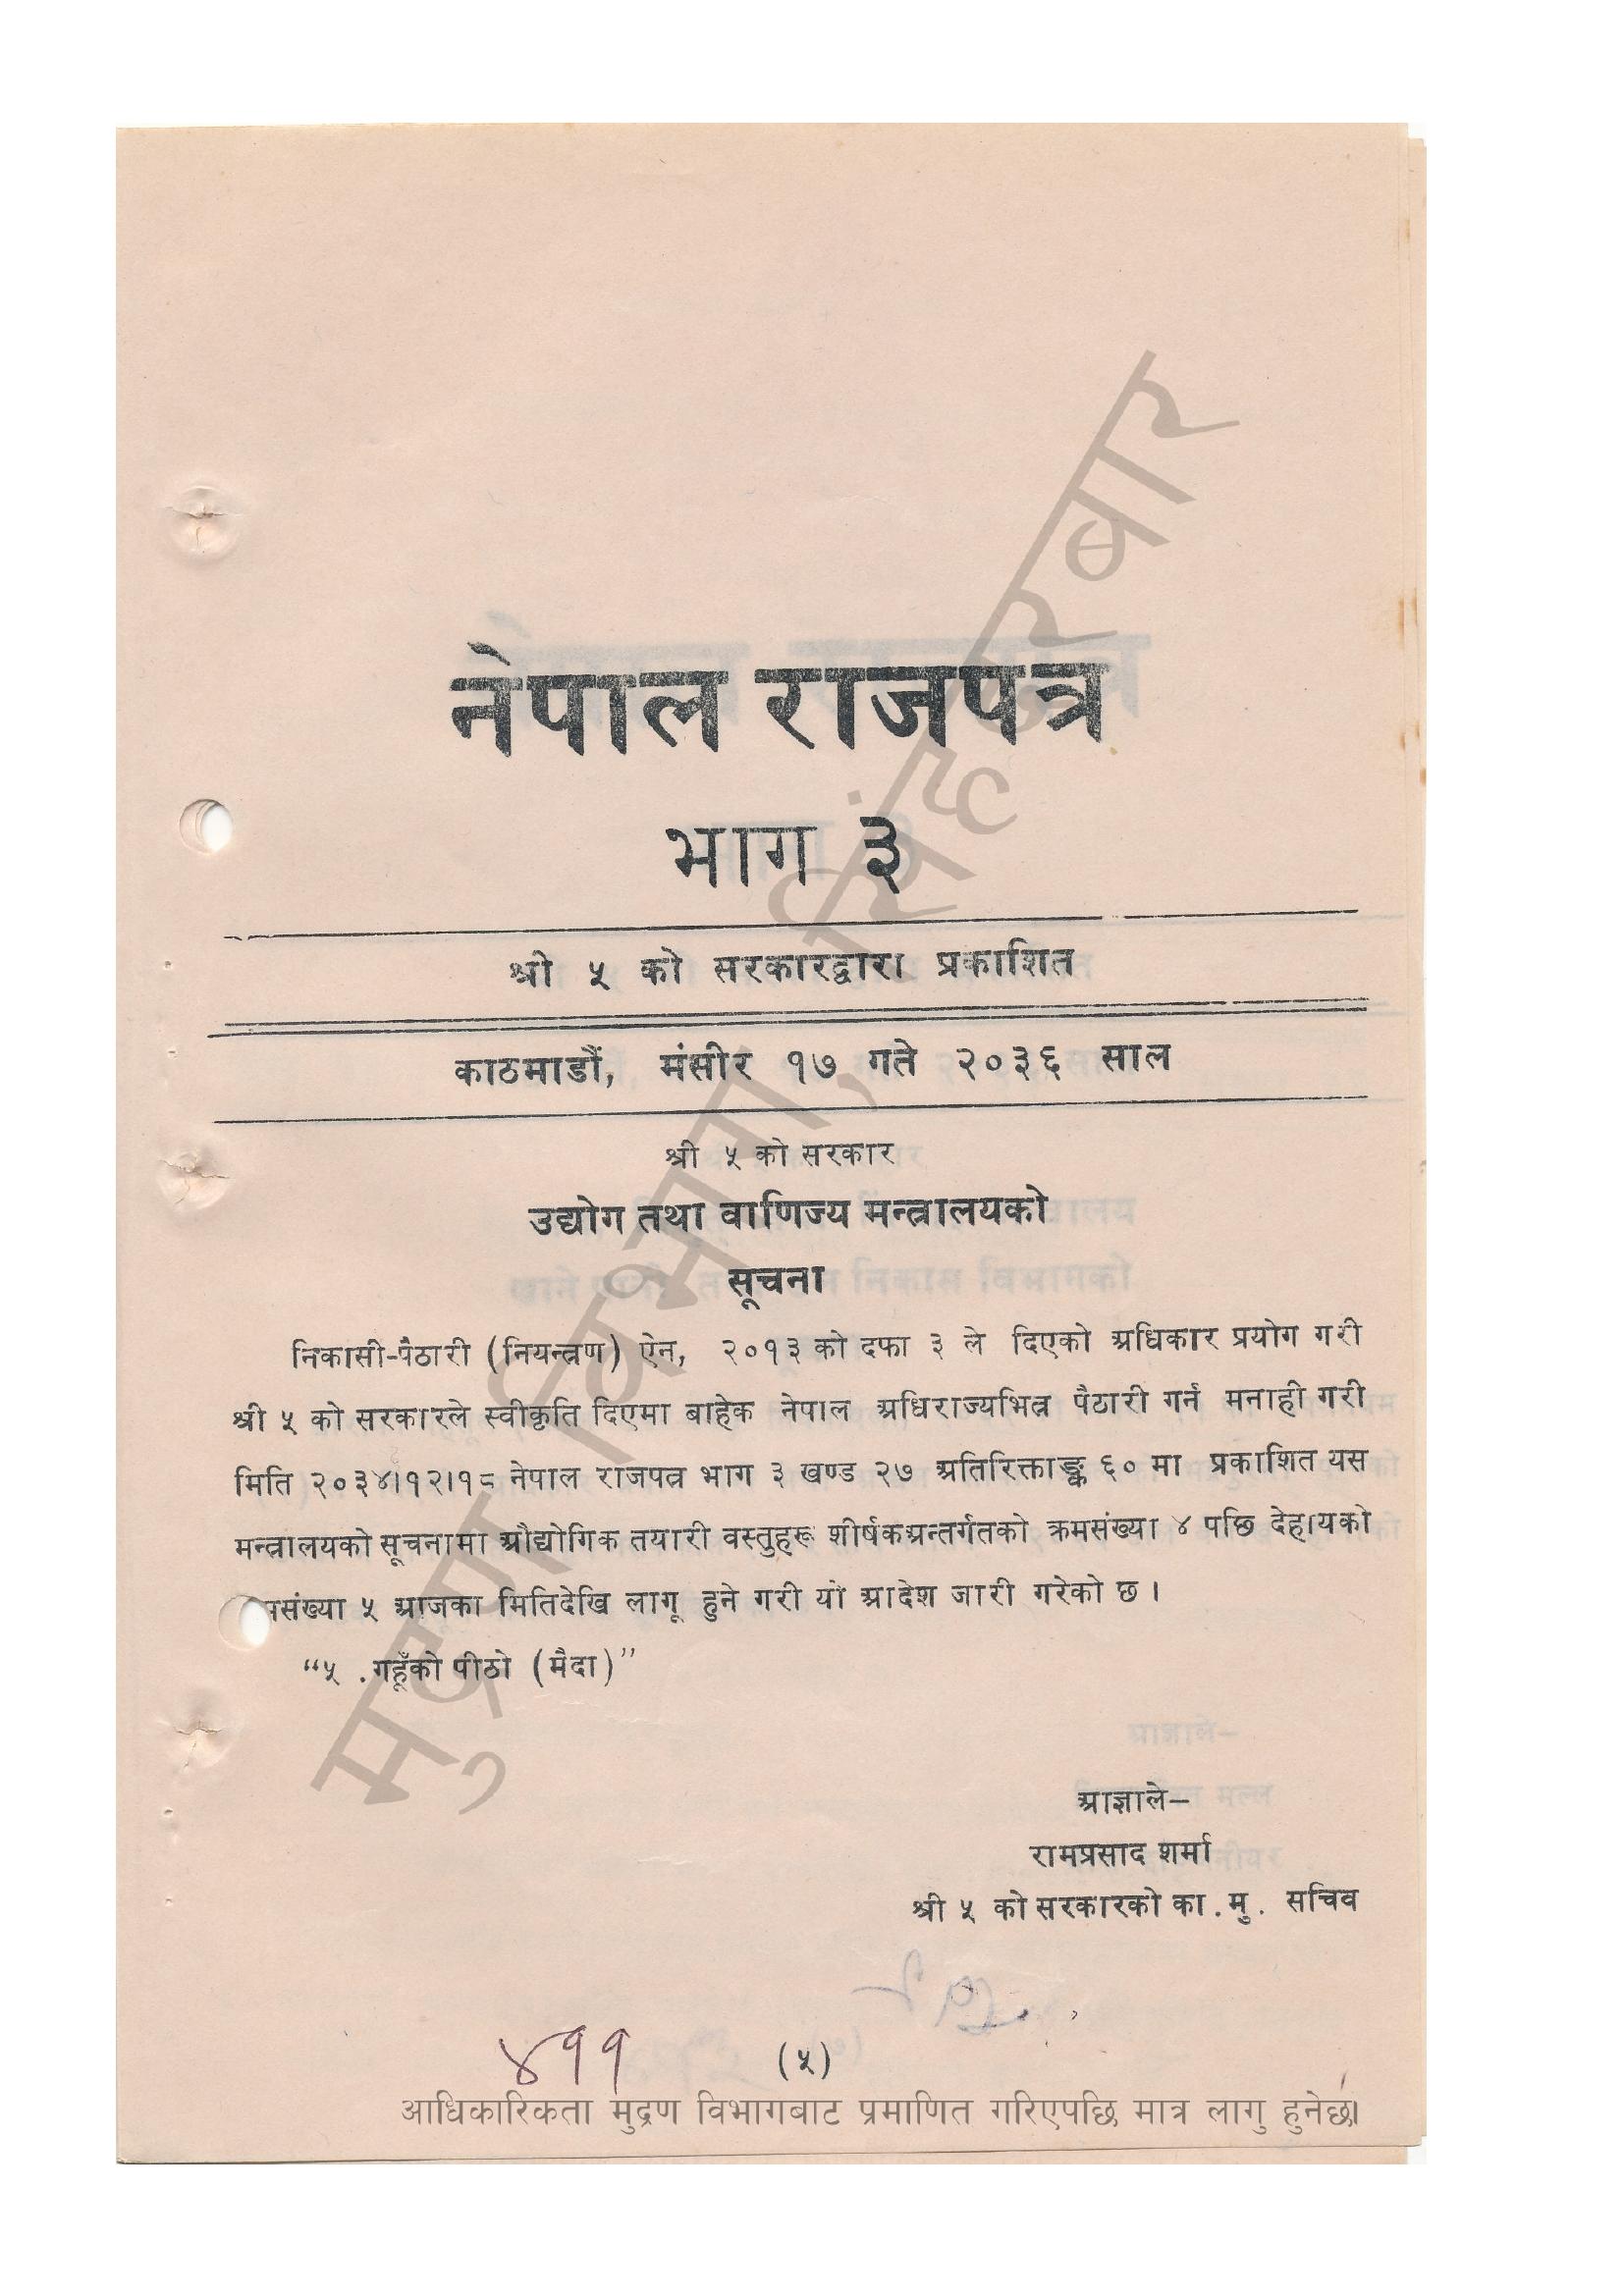 नेपाल राजपत्र
भाग ३
श्री ५ को सरकारद्वारा प्रकाशित
काठमाडौं, मंसीर १७ गते २०३६ साल
श्री ५ को सरकार
उद्योग तथा वाणिज्य मन्त्रालयको
सूचना
निकासी-पैठारी (नियन्त्रण) ऐन, २०१३ को दफा ३ ले दिएको अधिकार प्रयोग गरी
श्री ५ को सरकारले स्वीकृति दिएमा बाहेक नेपाल अधिराज्यभित्र पैठारी गर्न मनाही गरी
मिति २०३४।१२।१८ नेपाल राजपत्र भाग ३ खण्ड २७ अतिरिक्ताङ्क ६० मा प्रकाशित यस
मन्त्रालयको सूचनामा औद्योगिक तयारी वस्तुहरू शीर्षकअन्तर्गतको क्रमसंख्या ४ पछि देहायको
मसंख्या ५ आजका मितिदेखि लागू हुने गरी यो आदेश जारी गरेको छ।
“५ . गहूँको पीठो (मैदा)”
आज्ञाले–
रामप्रसाद शर्मा
श्री ५ को सरकारको का. मु. सचिव
४११
(५)
आधिकारिकता मुद्रण विभागबाट प्रमाणित गरिएपछि मात्र लागु हुनेछ।
मुद्रण विभाग, सिंहदरबार